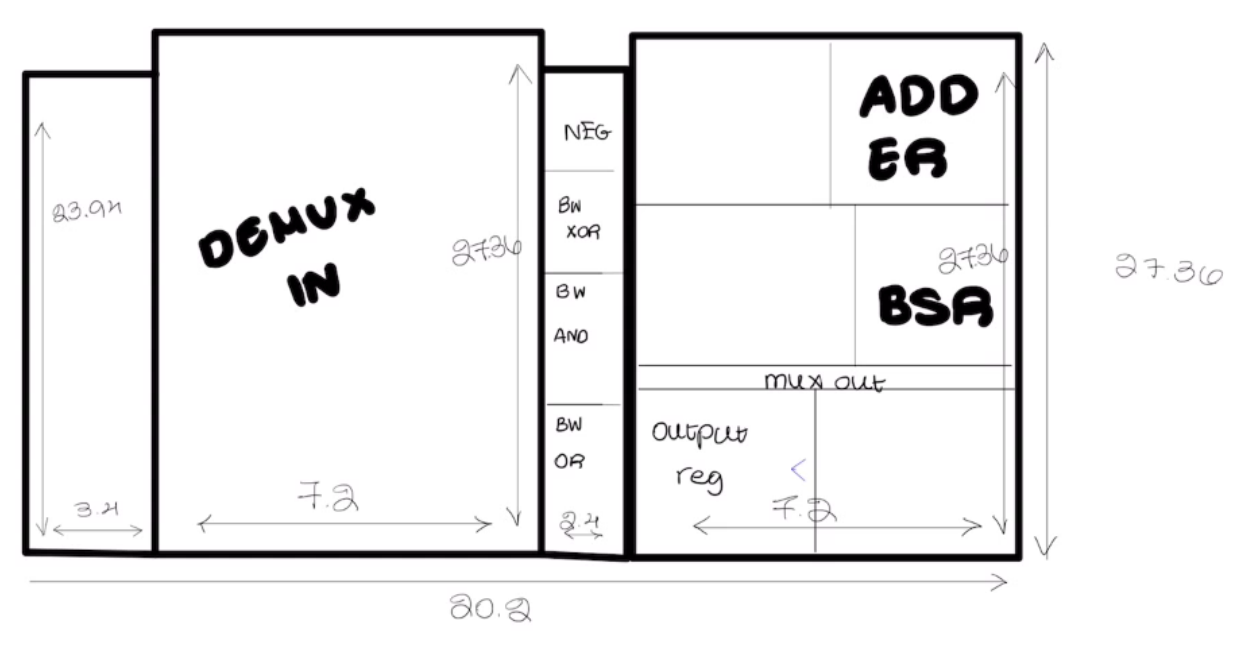 23.94
3.4
DEMUX
IN
27.36
7.2
NEG
BW
XOR
BW
AND
BW
OR
2.4
ADD
ER
27.36
BSR
mux out
output
reg
<
7.2
27.36
20.2